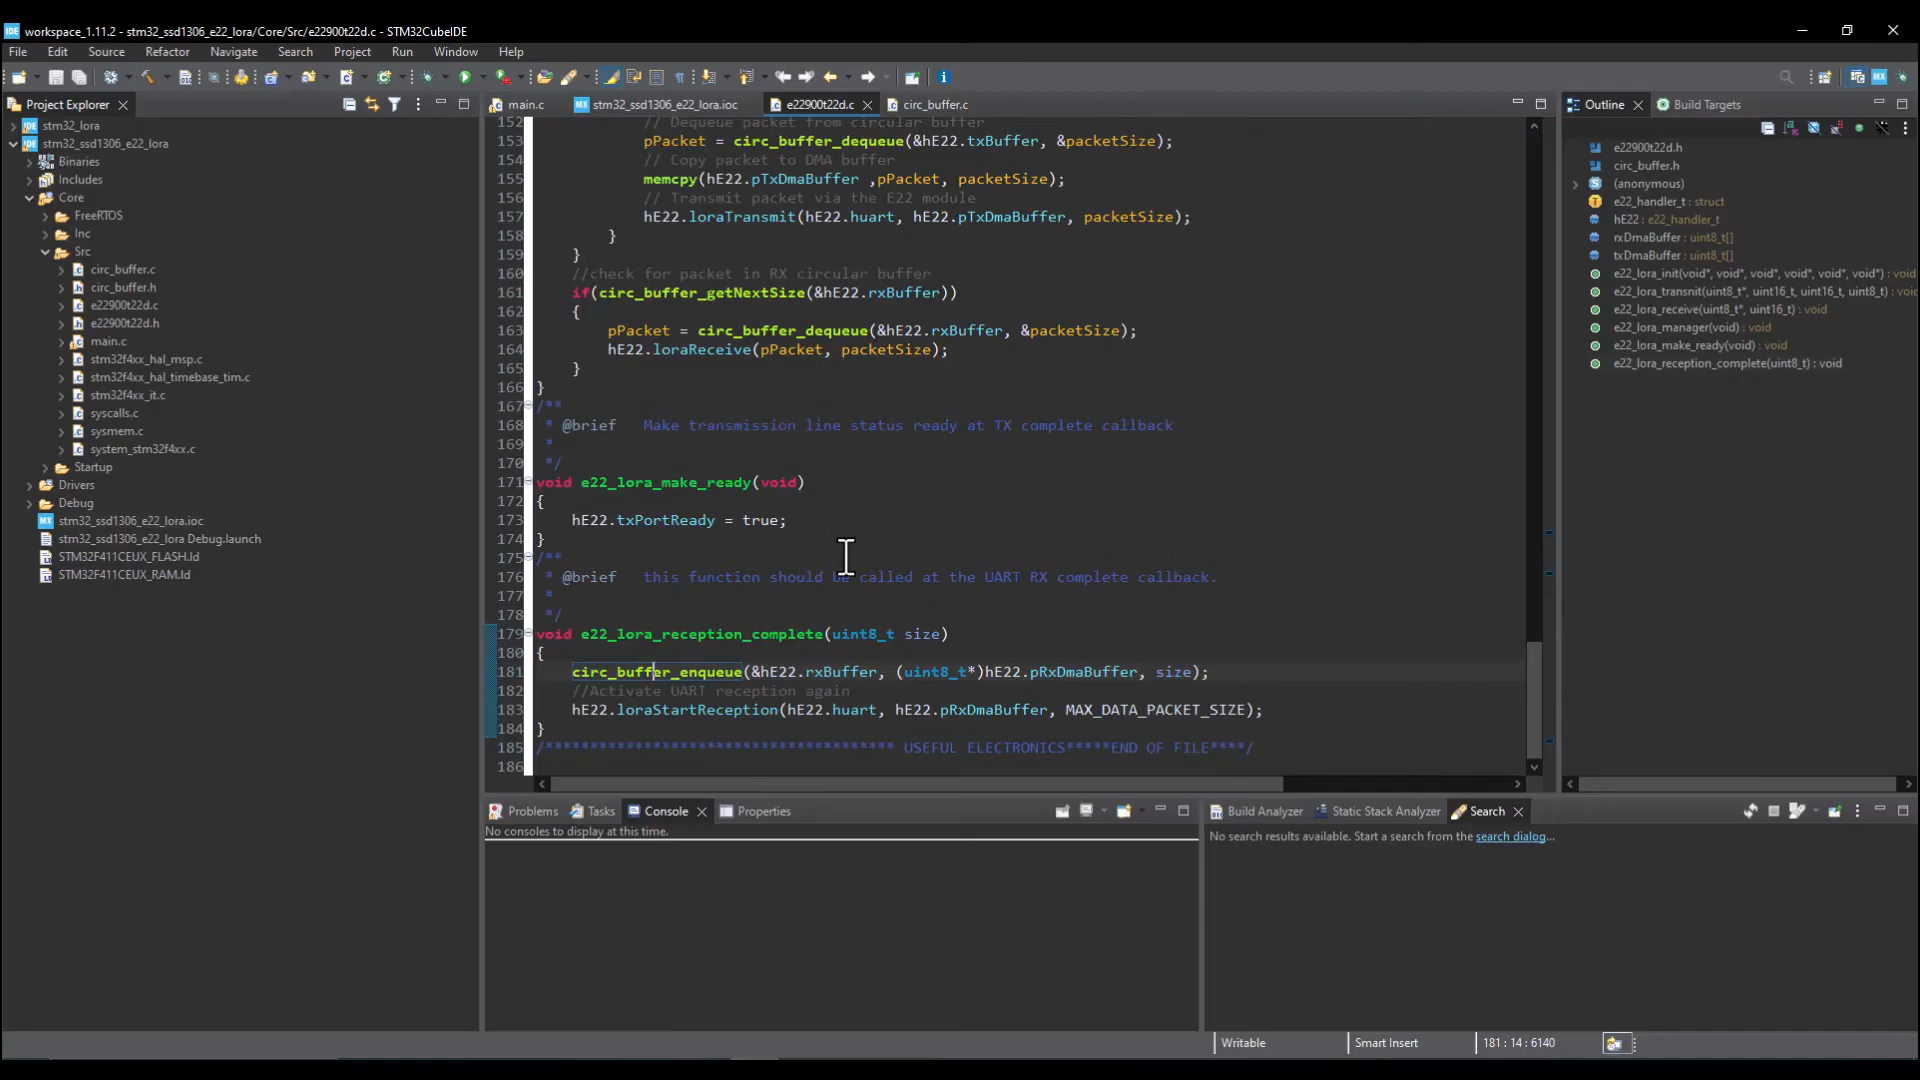 workspace_1.11.2 - stm32_ssd1306_e22_lora/Core/Src/e22900t22d.c - STM32CubeIDE
File Edit Source Refactor Navigate Search Project Run Window Help
Project Explorer
stm32_lora
stm32_ssd1306_e22_lora
Binaries
Includes
Core
FreeRTOS
Inc
Src
circ_buffer.c
circ_buffer.h
e22900t22d.c
e22900t22d.h
main.c
stm32f4xx_hal_msp.c
stm32f4xx_hal_timebase_tim.c
stm32f4xx_it.c
syscalls.c
sysmem.c
system_stm32f4xx.c
Startup
Drivers
Debug
stm32_ssd1306_e22_lora.ioc
stm32_ssd1306_e22_lora Debug.launch
STM32F411CEUX_FLASH.ld
STM32F411CEUX_RAM.ld
main.c stm32_ssd1306_e22_lora.ioc e22900t22d.c circ_buffer.c
152 // Dequeue packet from circular buffer
153 pPacket = circ_buffer_dequeue(&hE22.txBuffer, &packetSize);
154 // Copy packet to DMA buffer
155 memcpy(hE22.pTxDmaBuffer ,pPacket, packetSize);
156 // Transmit packet via the E22 module
157 hE22.loraTransmit(hE22.huart, hE22.pTxDmaBuffer, packetSize);
158 }
159 }
160 //check for packet in RX circular buffer
161 if(circ_buffer_getNextSize(&hE22.rxBuffer))
162 {
163 pPacket = circ_buffer_dequeue(&hE22.rxBuffer, &packetSize);
164 hE22.loraReceive(pPacket, packetSize);
165 }
166 }
167 /**
168 * @brief Make transmission line status ready at TX complete callback
169 *
170 */
171 void e22_lora_make_ready(void)
172 {
173 hE22.txPortReady = true;
174 }
175 /**
176 * @brief this function should be called at the UART RX complete callback.
177 *
178 */
179 void e22_lora_reception_complete(uint8_t size)
180 {
181 circ_buffer_enqueue(&hE22.rxBuffer, (uint8_t*)hE22.pRxDmaBuffer, size);
182 //Activate UART reception again
183 hE22.loraStartReception(hE22.huart, hE22.pRxDmaBuffer, MAX_DATA_PACKET_SIZE);
184 }
185 /*************************************** USEFUL ELECTRONICS*****END OF FILE****/
186
Outline Build Targets
e22900t22d.h
circ_buffer.h
(anonymous)
e22_handler_t : struct
hE22 : e22_handler_t
rxDmaBuffer : uint8_t[]
txDmaBuffer : uint8_t[]
e22_lora_init(void*, void*, void*, void*, void*, void*) : void
e22_lora_transnit(uint8_t*, uint16_t, uint16_t, uint8_t) : void
e22_lora_receive(uint8_t*, uint16_t) : void
e22_lora_manager(void) : void
e22_lora_make_ready(void) : void
e22_lora_reception_complete(uint8_t) : void
Problems Tasks Console Properties
No consoles to display at this time.
Build Analyzer Static Stack Analyzer Search
No search results available. Start a search from the search dialog...
Writable Smart Insert 181 : 14 : 6140